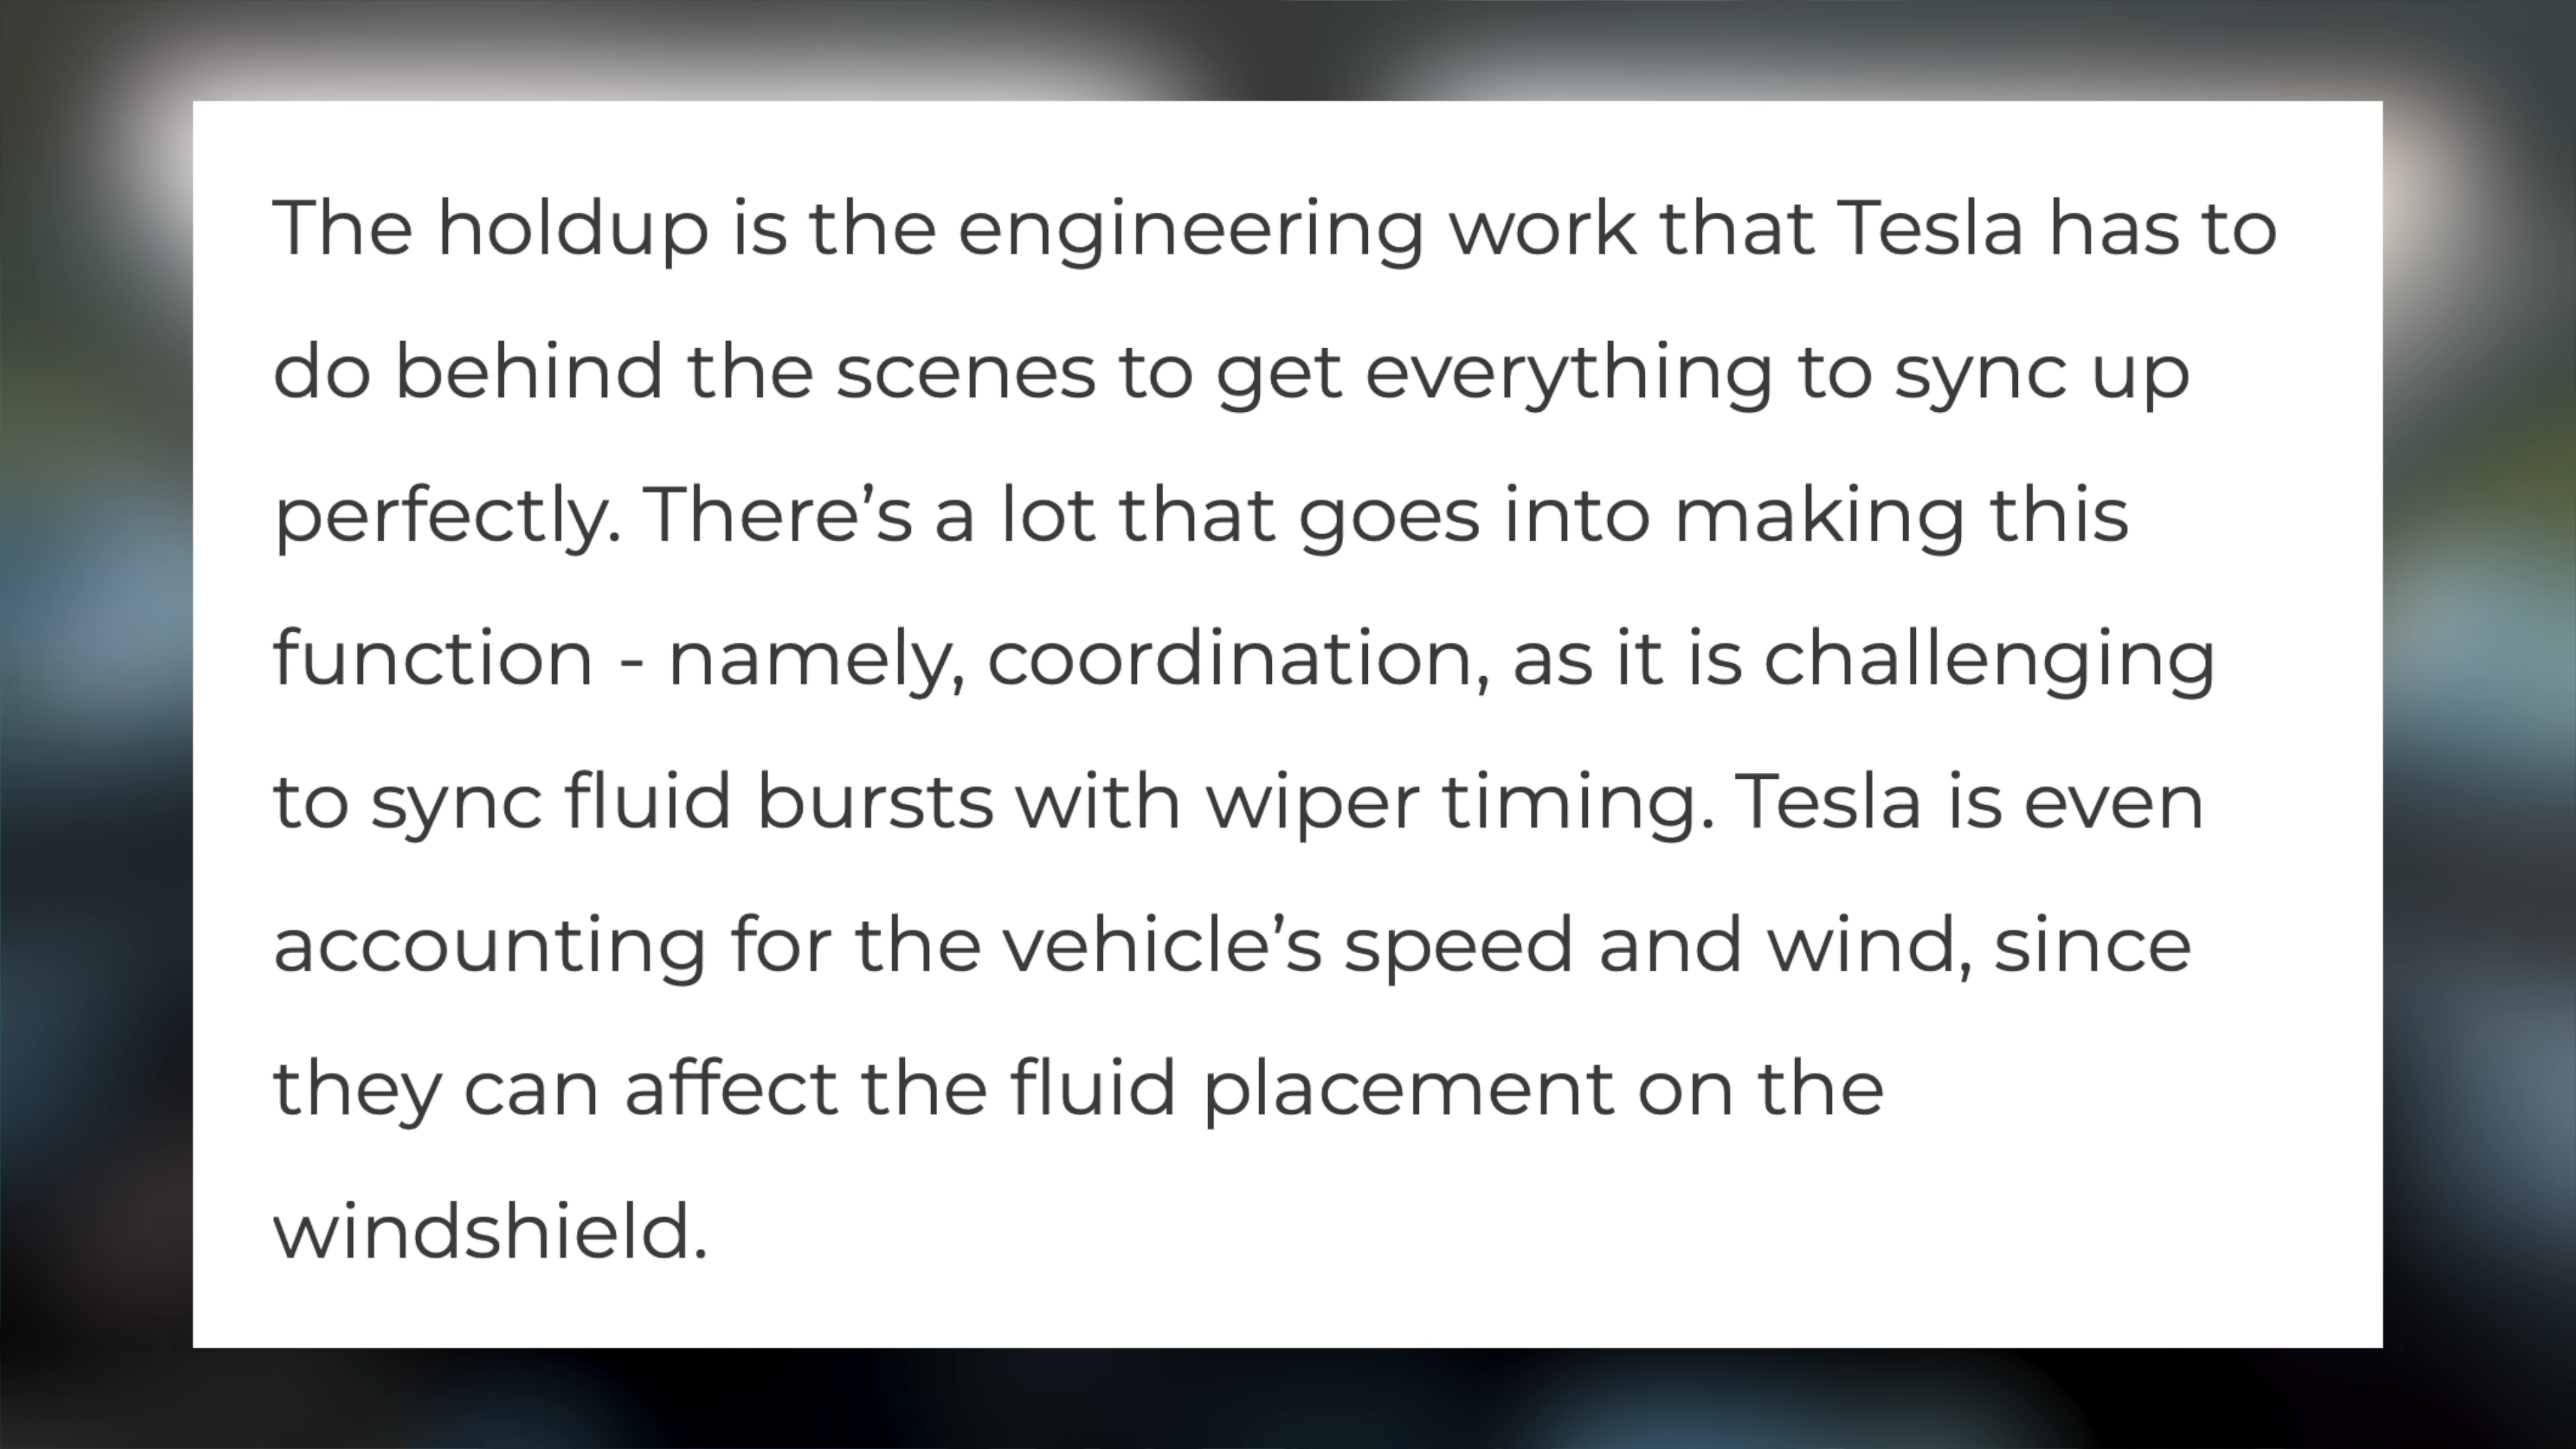 The holdup is the engineering work that Tesla has to
do behind the scenes to get everything to sync up
perfectly. There’s a lot that goes into making this
function - namely, coordination, as it is challenging
to sync fluid bursts with wiper timing. Tesla is even
accounting for the vehicle’s speed and wind, since
they can affect the fluid placement on the
windshield.